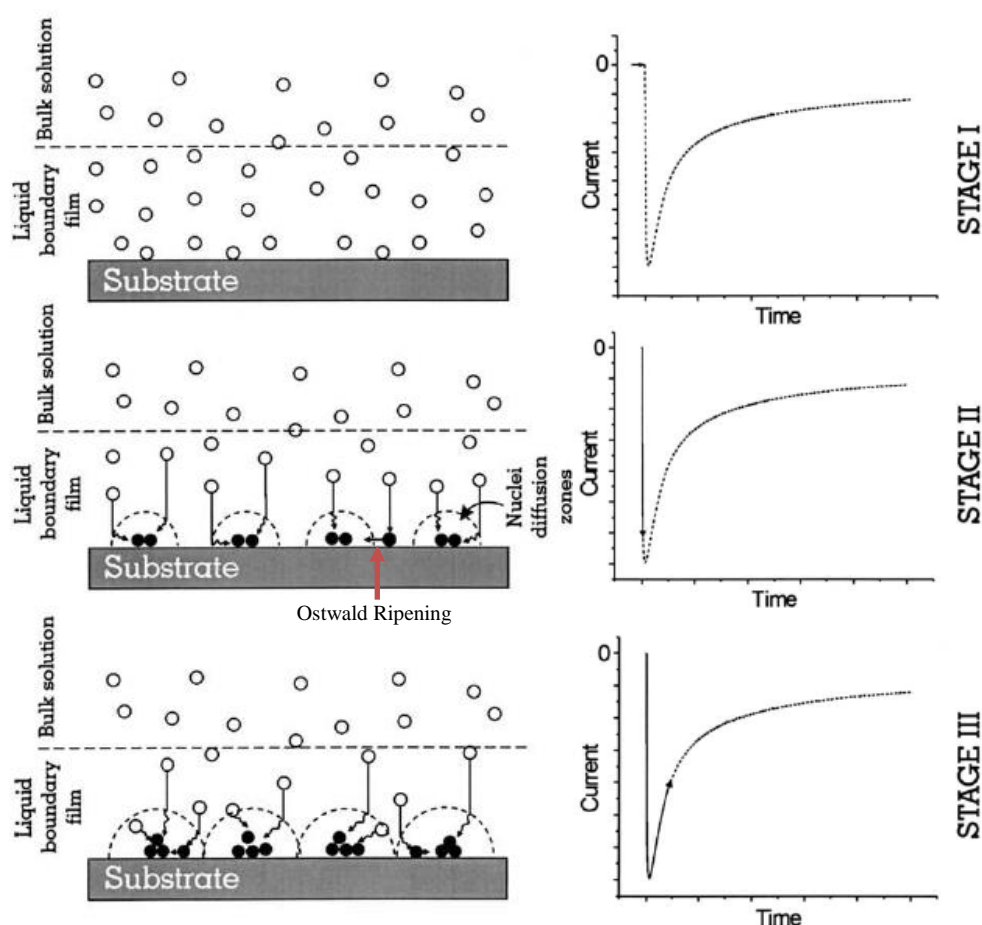 Bulk solution
Liquid
boundary
film
Substrate
0
Current
Time
STAGE I
Bulk solution
Liquid
boundary
film
Nuclei
diffusion
zones
Substrate
Ostwald Ripening
0
Current
Time
STAGE II
Bulk solution
Liquid
boundary
film
Substrate
0
Current
Time
STAGE III